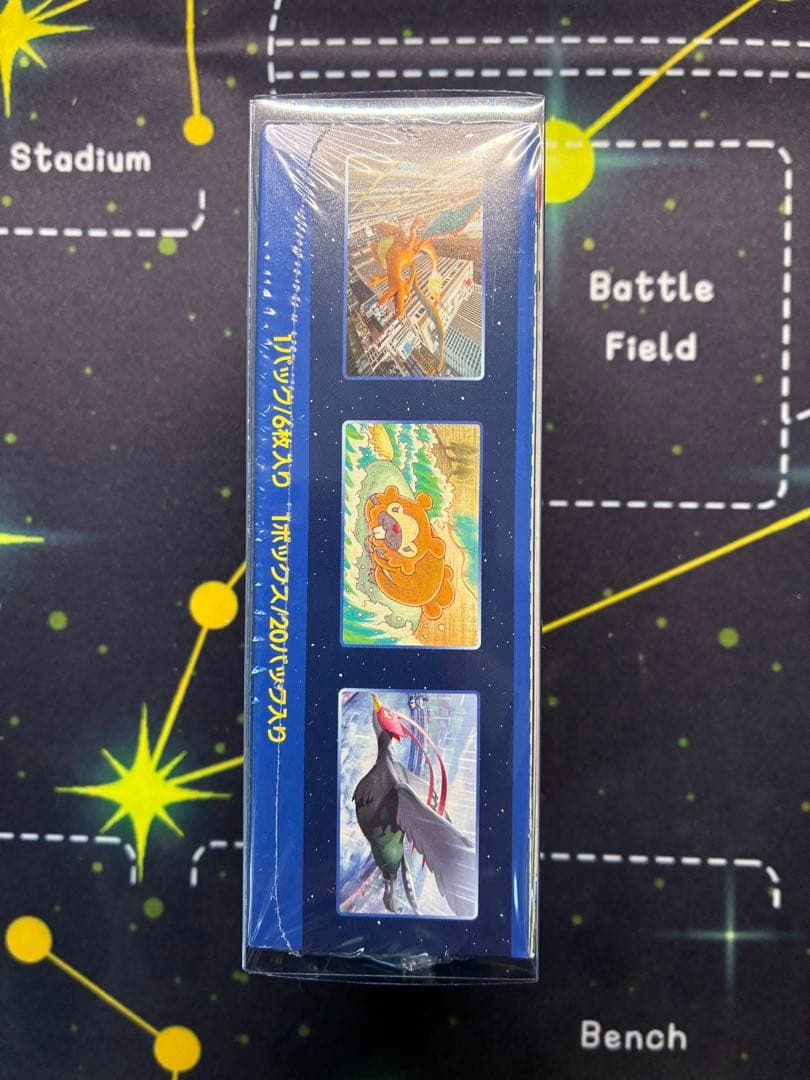 Stadium
Battle
Field
1パック/6枚入り 1ボックス/20パック入り
Bench